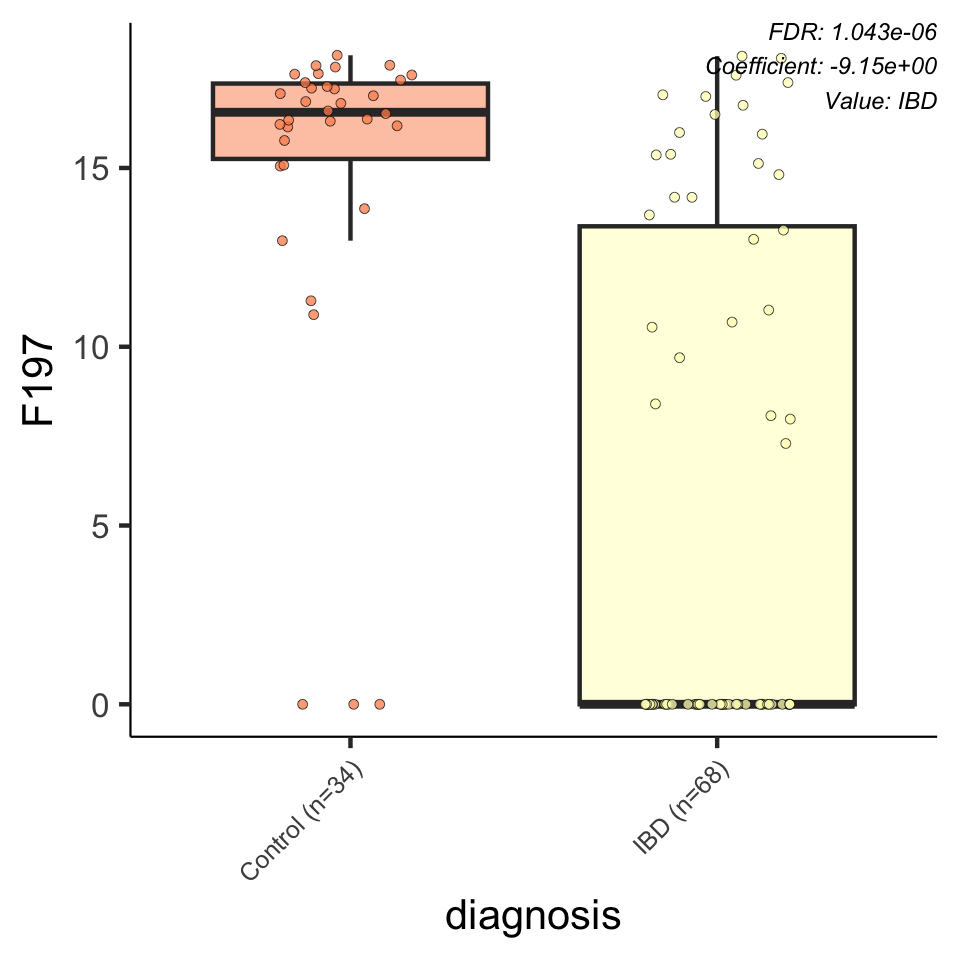 FDR: 1.043e-06
Coefficient: -9.15e+00
Value: IBD
F197
15
10
5
0
Control (n=34)
IBD (n=68)
diagnosis